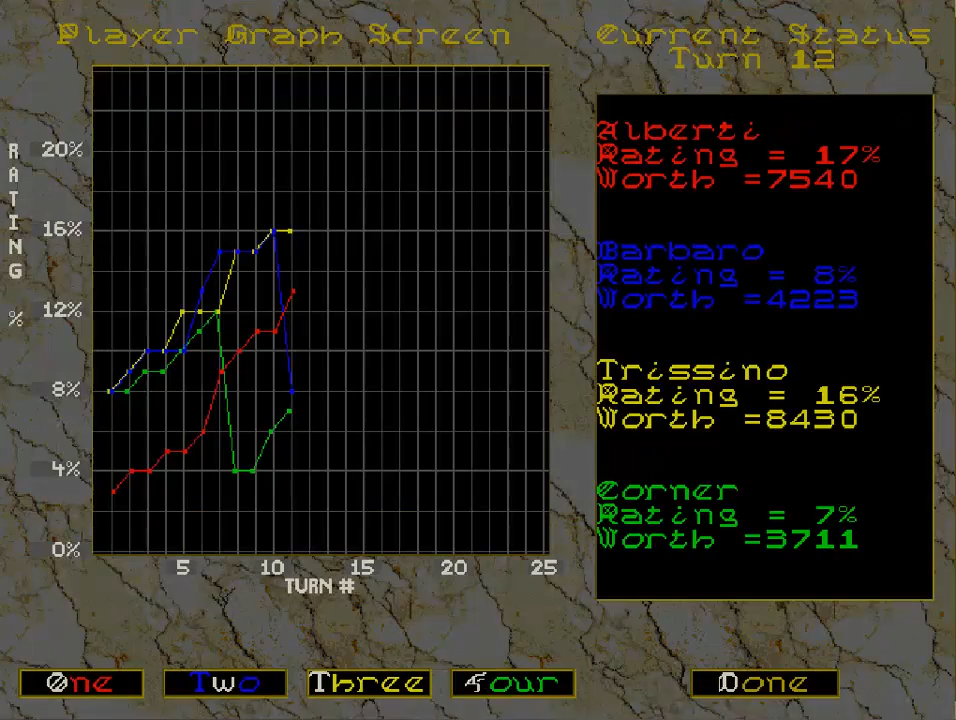 Player Graph Screen
Current Status
Turn 12
RATING %
20%
16%
12%
8%
4%
0%
5 10 15 20 25
TURN #
Alberti
Rating = 17%
Worth =7540
Barbaro
Rating = 8%
Worth =4223
Trissino
Rating = 16%
Worth =8430
Corner
Rating = 7%
Worth =3711
One Two Three Four Done